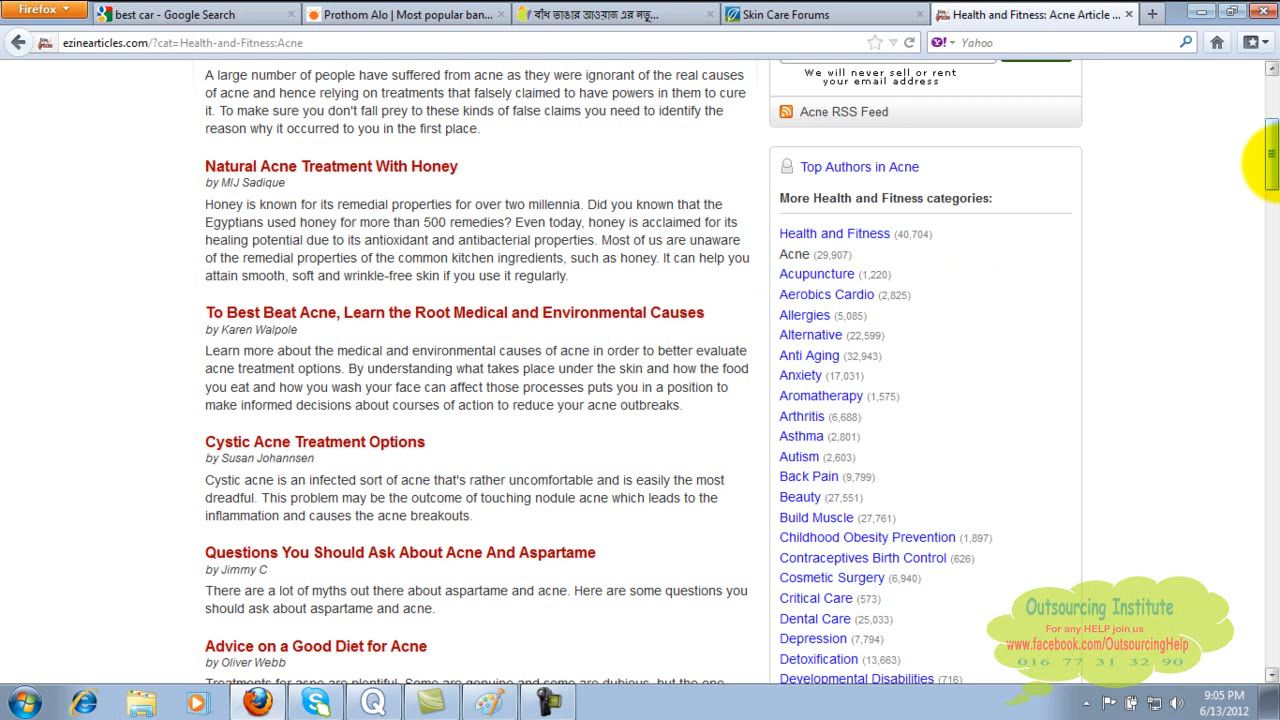 Firefox
best car - Google Search
Prothom Alo | Most popular ban...
বাঁধ ভাঙার আওয়াজ এর লতু...
Skin Care Forums
Health and Fitness: Acne Article ...
ezinearticles.com/?cat=Health-and-Fitness:Acne
Yahoo
A large number of people have suffered from acne as they were ignorant of the real causes
of acne and hence relying on treatments that falsely claimed to have powers in them to cure
it. To make sure you don't fall prey to these kinds of false claims you need to identify the
reason why it occurred to you in the first place.
Natural Acne Treatment With Honey
by MIJ Sadique
Honey is known for its remedial properties for over two millennia. Did you known that the
Egyptians used honey for more than 500 remedies? Even today, honey is acclaimed for its
healing potential due to its antioxidant and antibacterial properties. Most of us are unaware
of the remedial properties of the common kitchen ingredients, such as honey. It can help you
attain smooth, soft and wrinkle-free skin if you use it regularly.
To Best Beat Acne, Learn the Root Medical and Environmental Causes
by Karen Walpole
Learn more about the medical and environmental causes of acne in order to better evaluate
acne treatment options. By understanding what takes place under the skin and how the food
you eat and how you wash your face can affect those processes puts you in a position to
make informed decisions about courses of action to reduce your acne outbreaks.
Cystic Acne Treatment Options
by Susan Johannsen
Cystic acne is an infected sort of acne that's rather uncomfortable and is easily the most
dreadful. This problem may be the outcome of touching nodule acne which leads to the
inflammation and causes the acne breakouts.
Questions You Should Ask About Acne And Aspartame
by Jimmy C
There are a lot of myths out there about aspartame and acne. Here are some questions you
should ask about aspartame and acne.
Advice on a Good Diet for Acne
by Oliver Webb
Treatments for acne are plentiful. Some are genuine and some are dubious, but the one
We will never sell or rent
your email address
Acne RSS Feed
Top Authors in Acne
More Health and Fitness categories:
Health and Fitness (40,704)
Acne (29,907)
Acupuncture (1,220)
Aerobics Cardio (2,825)
Allergies (5,085)
Alternative (22,599)
Anti Aging (32,943)
Anxiety (17,031)
Aromatherapy (1,575)
Arthritis (6,688)
Asthma (2,801)
Autism (2,603)
Back Pain (9,799)
Beauty (27,551)
Build Muscle (27,761)
Childhood Obesity Prevention (1,897)
Contraceptives Birth Control (626)
Cosmetic Surgery (6,940)
Critical Care (573)
Dental Care (25,033)
Depression (7,794)
Detoxification (13,663)
Developmental Disabilities (716)
Outsourcing Institute
For any HELP join us
www.facebook.com/OutsourcingHelp
016 77 31 32 90
9:05 PM
6/13/2012